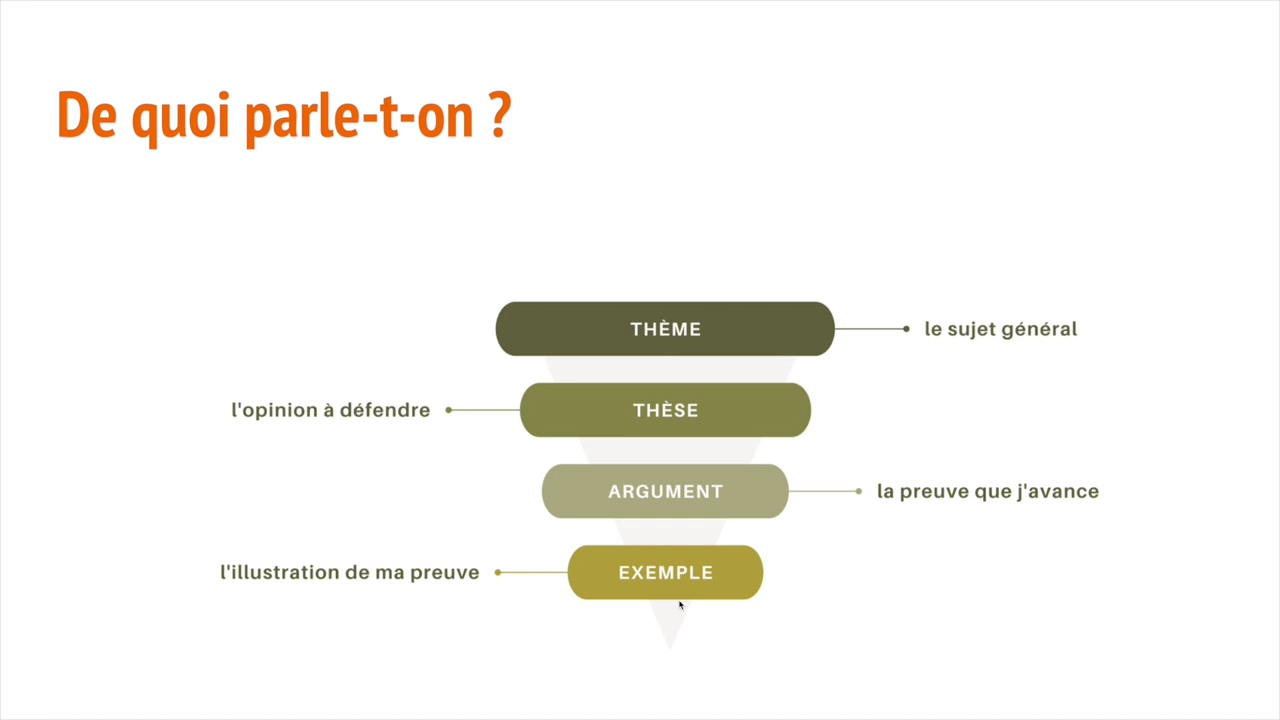 De quoi parle-t-on ?
THÈME
le sujet général
l'opinion à défendre
THÈSE
ARGUMENT
la preuve que j'avance
l'illustration de ma preuve
EXEMPLE